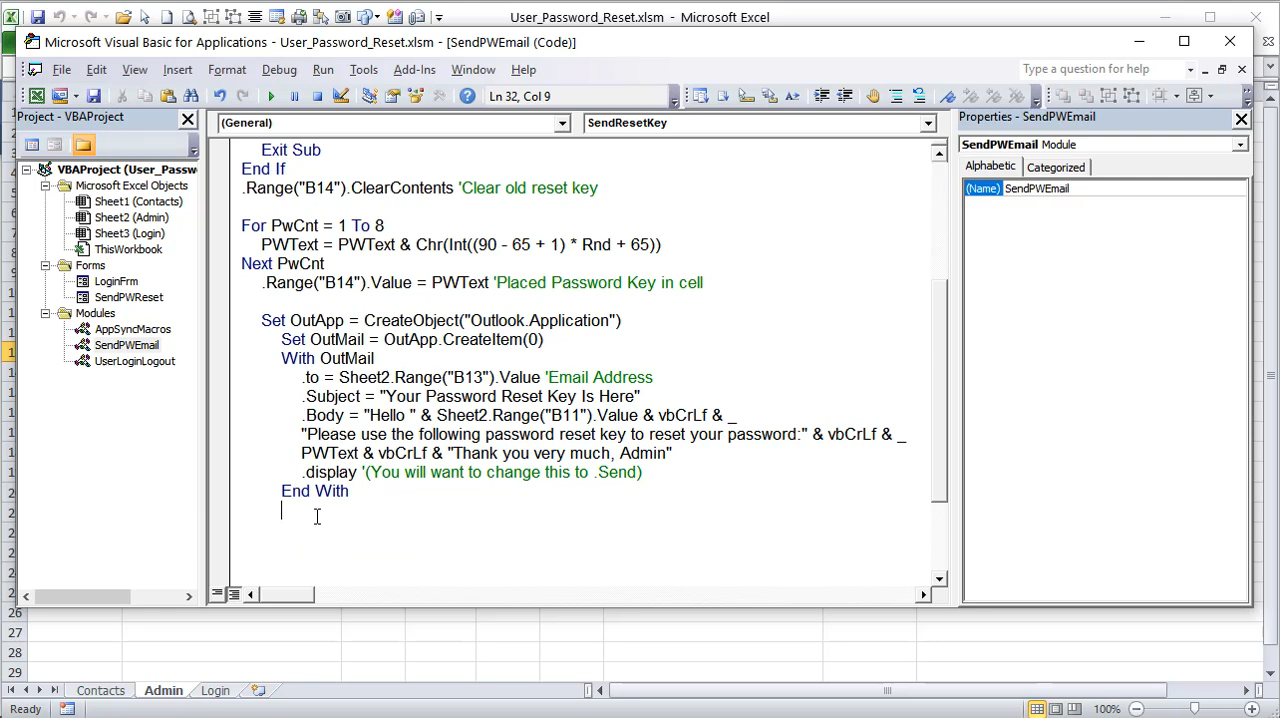 User_Password_Reset.xlsm - Microsoft Excel
Microsoft Visual Basic for Applications - User_Password_Reset.xlsm - [SendPWEmail (Code)]
File Edit View Insert Format Debug Run Tools Add-Ins Window Help
Type a question for help
Ln 32, Col 9
Project - VBAProject
(General)
SendResetKey
Properties - SendPWEmail
SendPWEmail Module
Alphabetic Categorized
(Name) SendPWEmail
VBAProject (User_Passw
Microsoft Excel Objects
Sheet1 (Contacts)
Sheet2 (Admin)
Sheet3 (Login)
ThisWorkbook
Forms
LoginFrm
SendPWReset
Modules
AppSyncMacros
SendPWEmail
UserLoginLogout
Exit Sub
End If
.Range("B14").ClearContents 'Clear old reset key
For PwCnt = 1 To 8
PWText = PWText & Chr(Int((90 - 65 + 1) * Rnd + 65))
Next PwCnt
.Range("B14").Value = PWText 'Placed Password Key in cell
Set OutApp = CreateObject("Outlook.Application")
Set OutMail = OutApp.CreateItem(0)
With OutMail
.to = Sheet2.Range("B13").Value 'Email Address
.Subject = "Your Password Reset Key Is Here"
.Body = "Hello " & Sheet2.Range("B11").Value & vbCrLf & _
"Please use the following password reset key to reset your password:" & vbCrLf & _
PWText & vbCrLf & "Thank you very much, Admin"
.display '(You will want to change this to .Send)
End With
26
27
28
29
Contacts Admin Login
Ready
100%